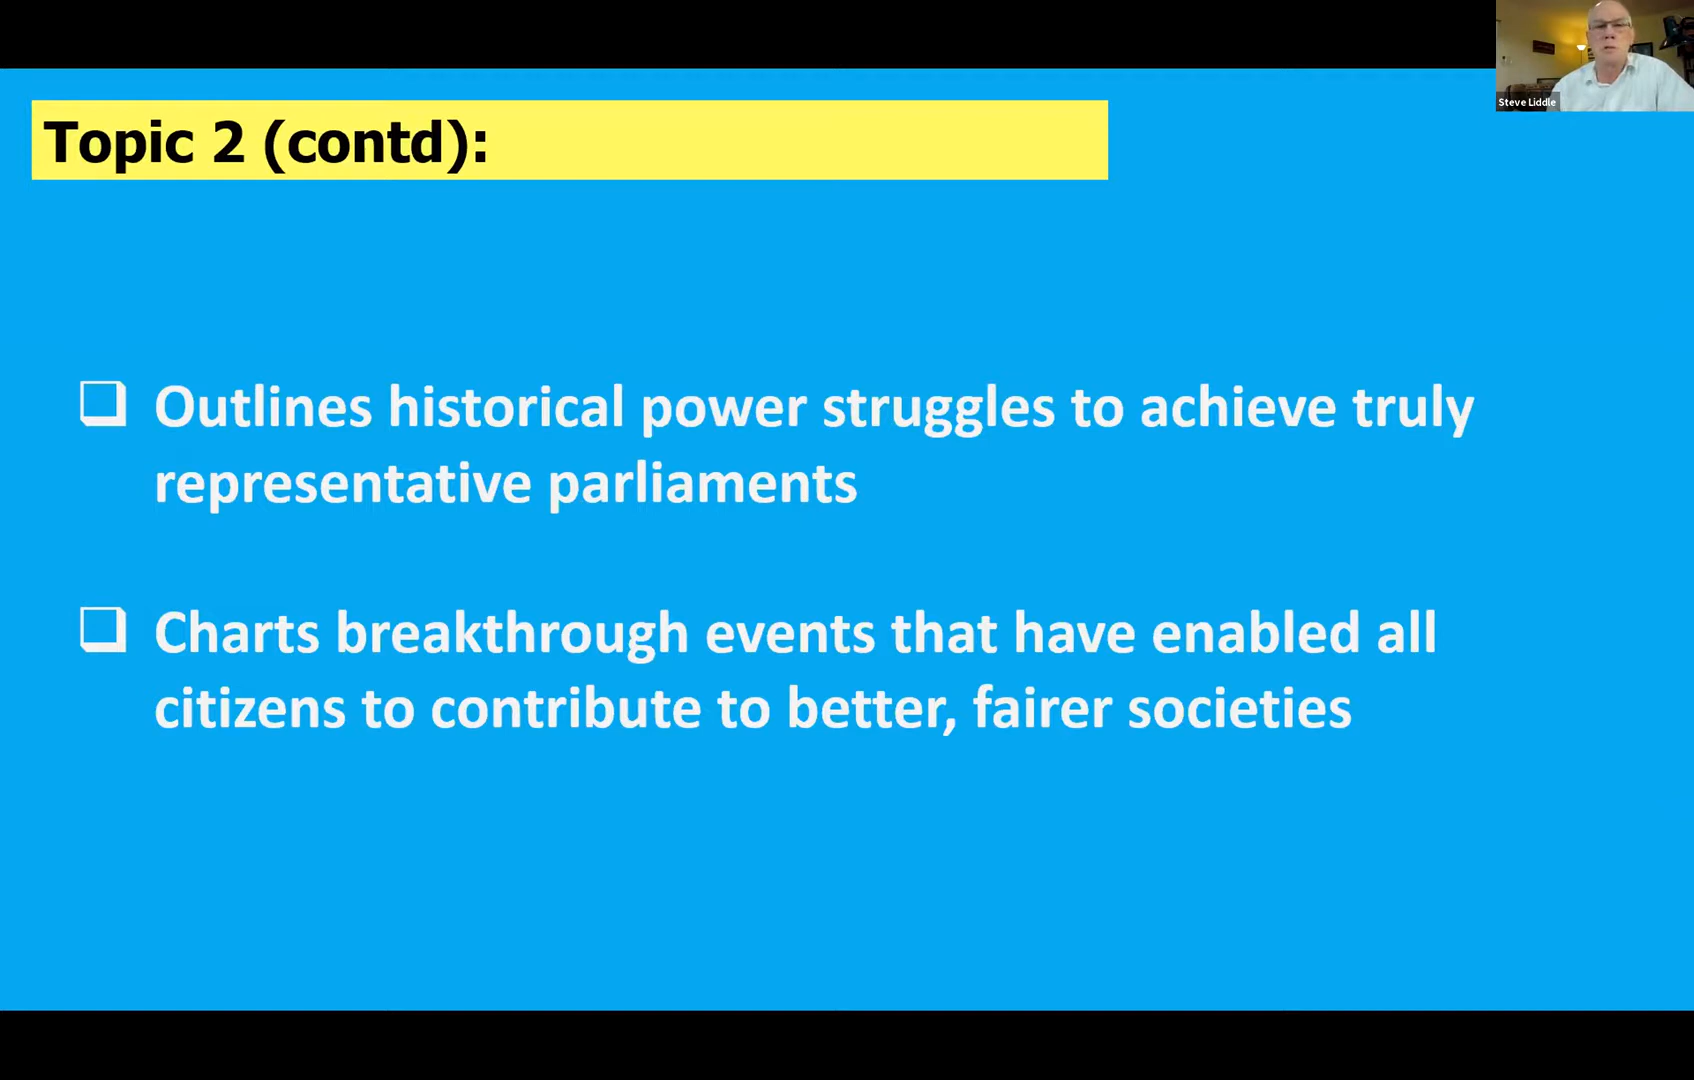 Steve Liddle
Topic 2 (contd):
Outlines historical power struggles to achieve truly
representative parliaments
Charts breakthrough events that have enabled all
citizens to contribute to better, fairer societies